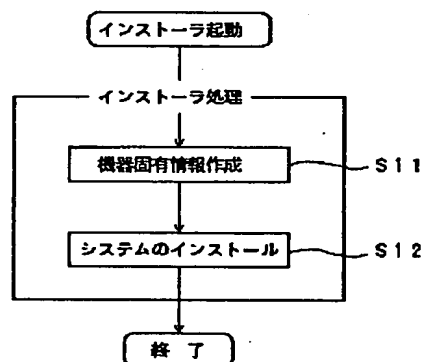 インストーラ起動
インストーラ処理
機器固有情報作成
S11
システムのインストール
S12
終 了